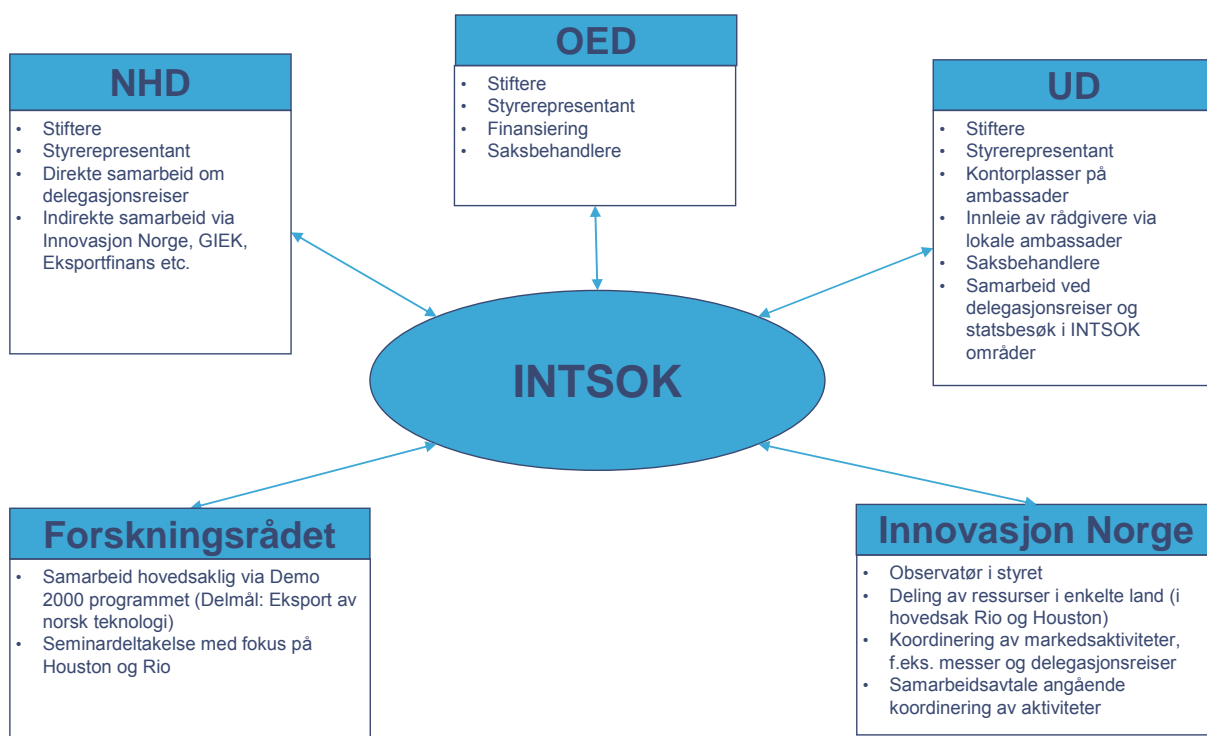 OED
• Stiftere
• Styrerepresentant
• Finansiering
• Saksbehandlere
NHD
• Stiftere
• Styrerepresentant
• Direkte samarbeid om
delegasjonsreiser
• Indirekte samarbeid via
Innovasjon Norge, GIEK,
Eksportfinans etc.
UD
• Stiftere
• Styrerepresentant
• Kontorplasser på
ambassader
• Innleie av rådgivere via
lokale ambassader
• Saksbehandlere
• Samarbeid ved
delegasjonsreiser og
statsbesøk i INTSOK
områder
INTSOK
Forskningsrådet
• Samarbeid hovedsaklig via Demo
2000 programmet (Delmål: Eksport av
norsk teknologi)
• Seminardeltakelse med fokus på
Houston og Rio
Innovasjon Norge
• Observatør i styret
• Deling av ressurser i enkelte land (i
hovedsak Rio og Houston)
• Koordinering av markedsaktiviteter,
f.eks. messer og delegasjonsreiser
• Samarbeidsavtale angående
koordinering av aktiviteter